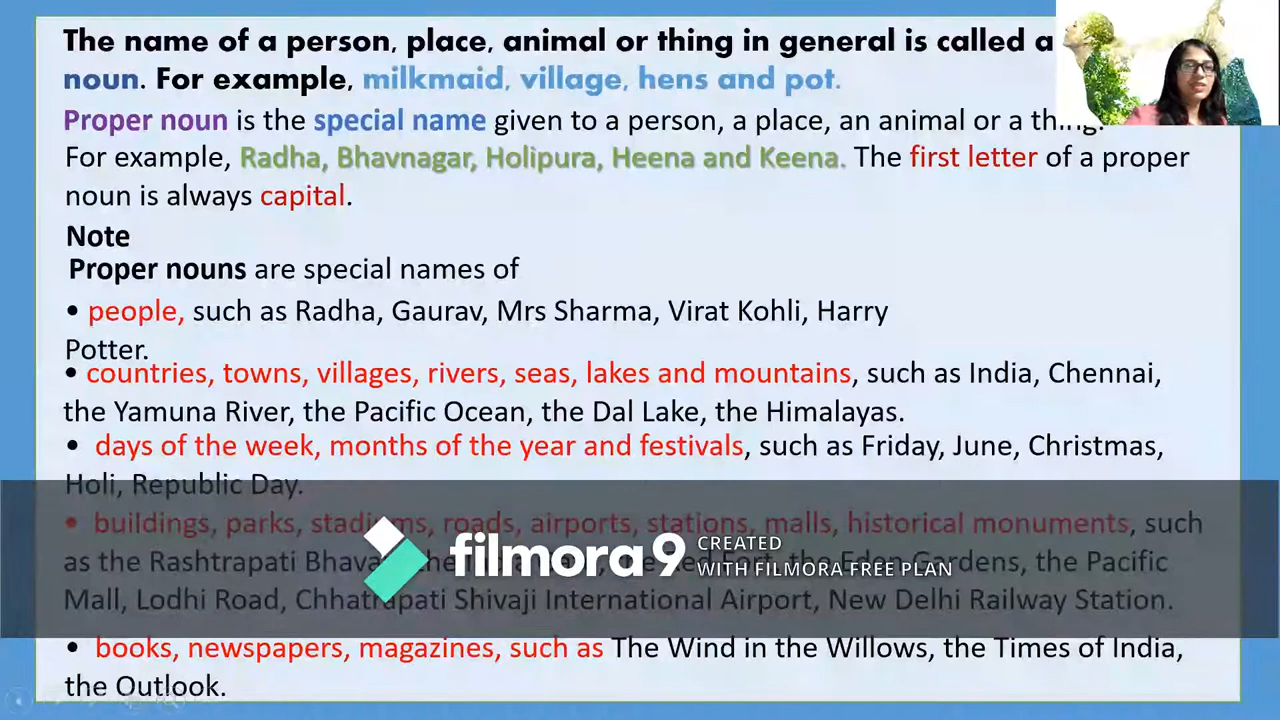 The name of a person, place, animal or thing in general is called a
noun. For example, milkmaid, village, hens and pot.
Proper noun is the special name given to a person, a place, an animal or a thing.
For example, Radha, Bhavnagar, Holipura, Heena and Keena. The first letter of a proper
noun is always capital.
Note
Proper nouns are special names of
• people, such as Radha, Gaurav, Mrs Sharma, Virat Kohli, Harry
Potter.
• countries, towns, villages, rivers, seas, lakes and mountains, such as India, Chennai,
the Yamuna River, the Pacific Ocean, the Dal Lake, the Himalayas.
• days of the week, months of the year and festivals, such as Friday, June, Christmas,
Holi, Republic Day.
• buildings, parks, stadiums, roads, airports, stations, malls, historical monuments, such
as the Rashtrapati Fort, the Eden Gardens, the Pacific
Mall, Lodhi Road, Chhatrapati Shivaji International Airport, New Delhi Railway Station.
filmora9 CREATED
WITH FILMORA FREE PLAN
• books, newspapers, magazines, such as The Wind in the Willows, the Times of India,
the Outlook.